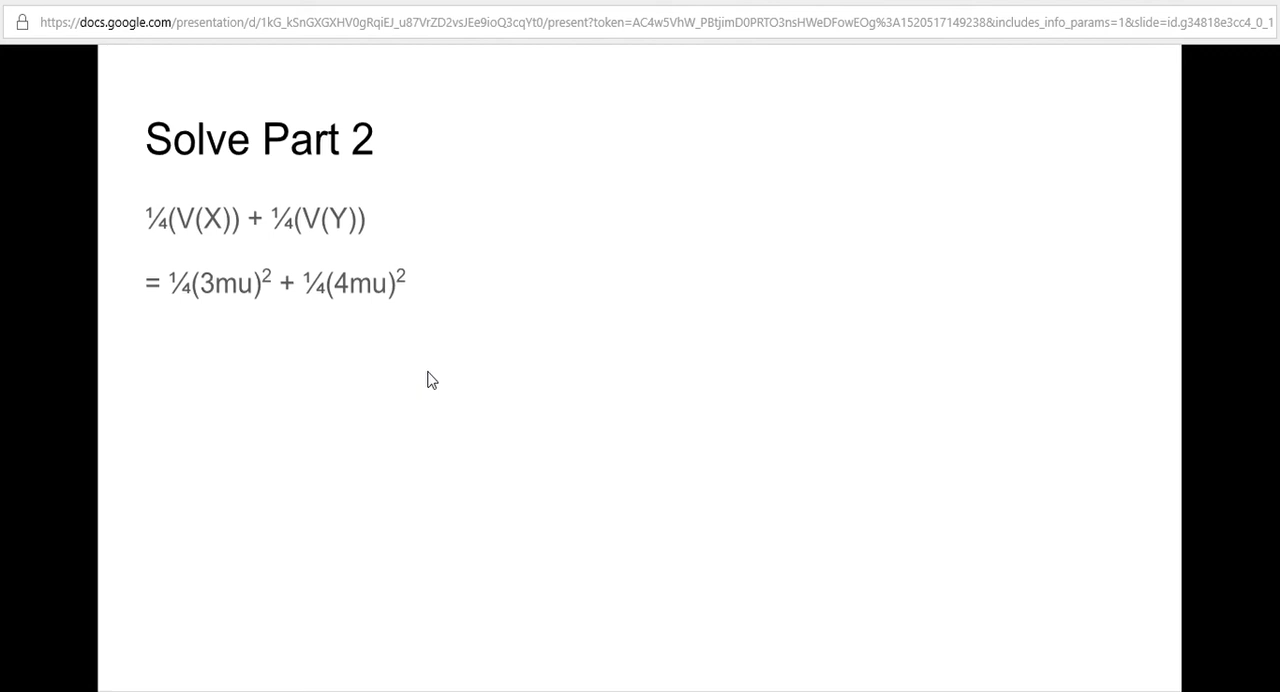 https://docs.google.com/presentation/d/1kG_kSnGXGXHV0gRqiEJ_u87VrZD2vsJEe9ioQ3cqYt0/present?token=AC4w5VhW_PBtjimD0PRTO3nsHWeDFowEOg%3A1520517149238&includes_info_params=1&slide=id.g34818e3cc4_0_1
Solve Part 2
¼(V(X)) + ¼(V(Y))
= ¼(3mu)² + ¼(4mu)²